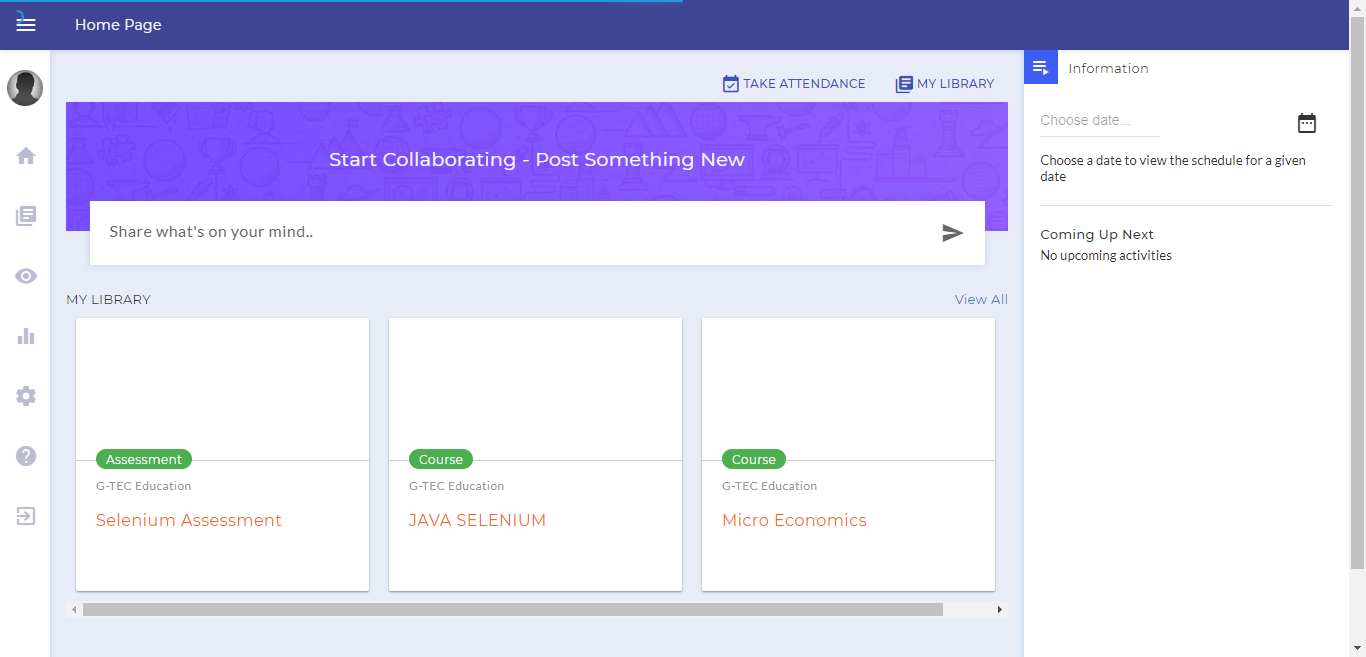 Home Page
TAKE ATTENDANCE
MY LIBRARY
Start Collaborating - Post Something New
Share what's on your mind..
MY LIBRARY
View All
Assessment
G-TEC Education
Selenium Assessment
Course
G-TEC Education
JAVA SELENIUM
Course
G-TEC Education
Micro Economics
Information
Choose date...
Choose a date to view the schedule for a given
date
Coming Up Next
No upcoming activities